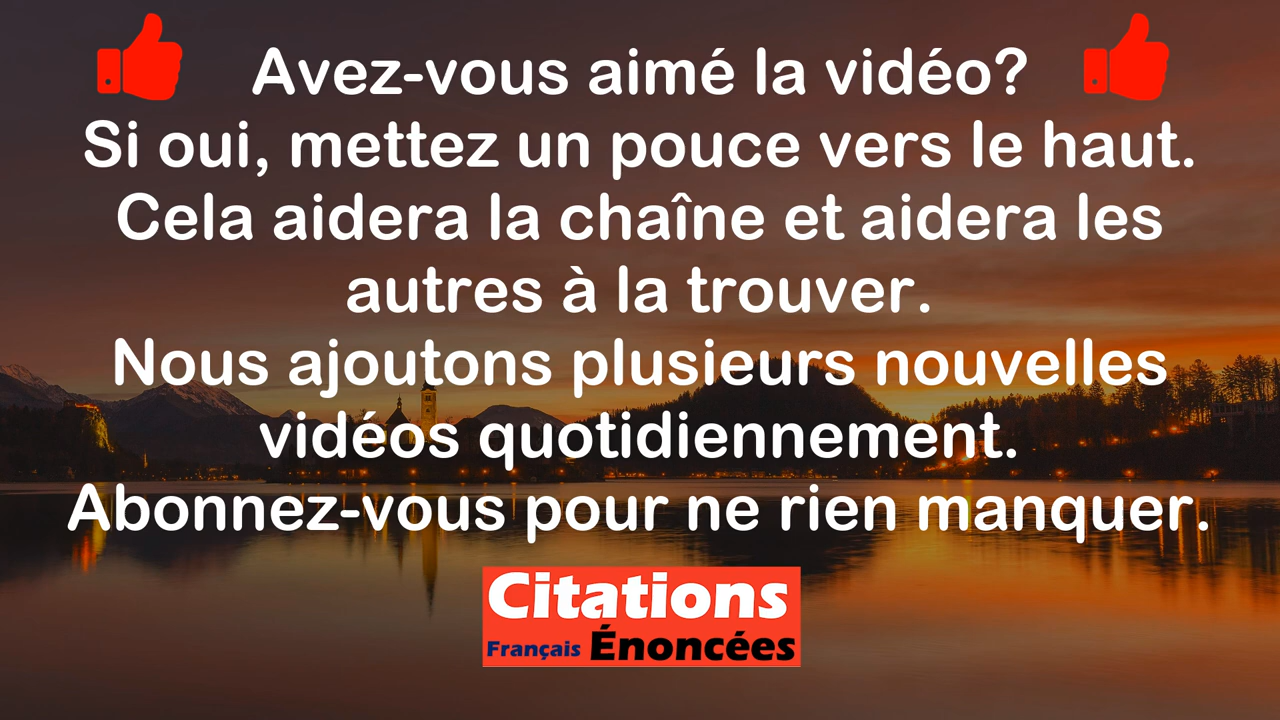 Avez-vous aimé la vidéo?
Si oui, mettez un pouce vers le haut.
Cela aidera la chaîne et aidera les
autres à la trouver.
Nous ajoutons plusieurs nouvelles
vidéos quotidiennement.
Abonnez-vous pour ne rien manquer.
Citations
Français Énoncées